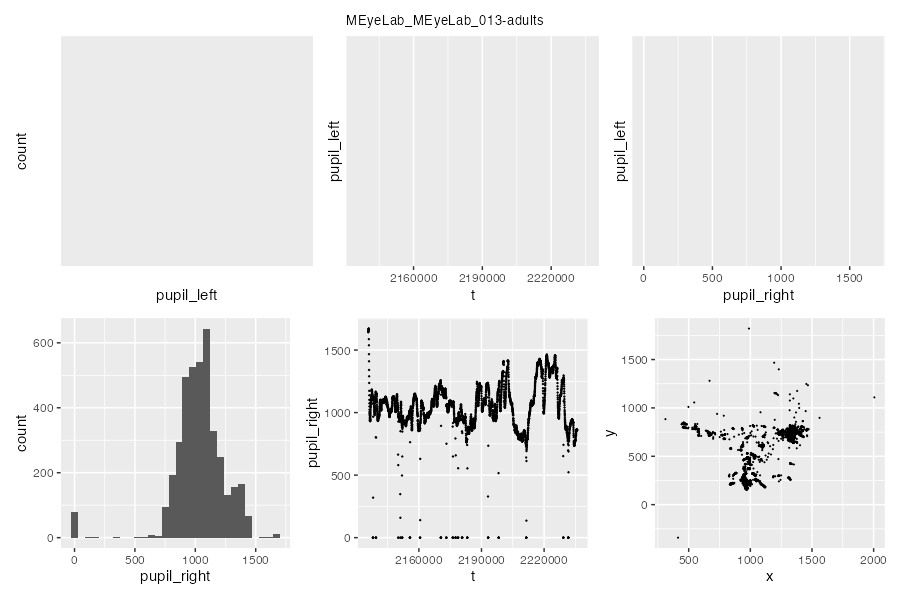 MEyeLab_MEyeLab_013-adults
count
pupil_left
pupil_left
2160000 2190000 2220000
t
pupil_left
0 500 1000 1500
pupil_right
count
600
400
200
0
0 500 1000 1500
pupil_right
pupil_right
1500
1000
500
0
2160000 2190000 2220000
t
y
1500
1000
500
0
500 1000 1500 2000
x